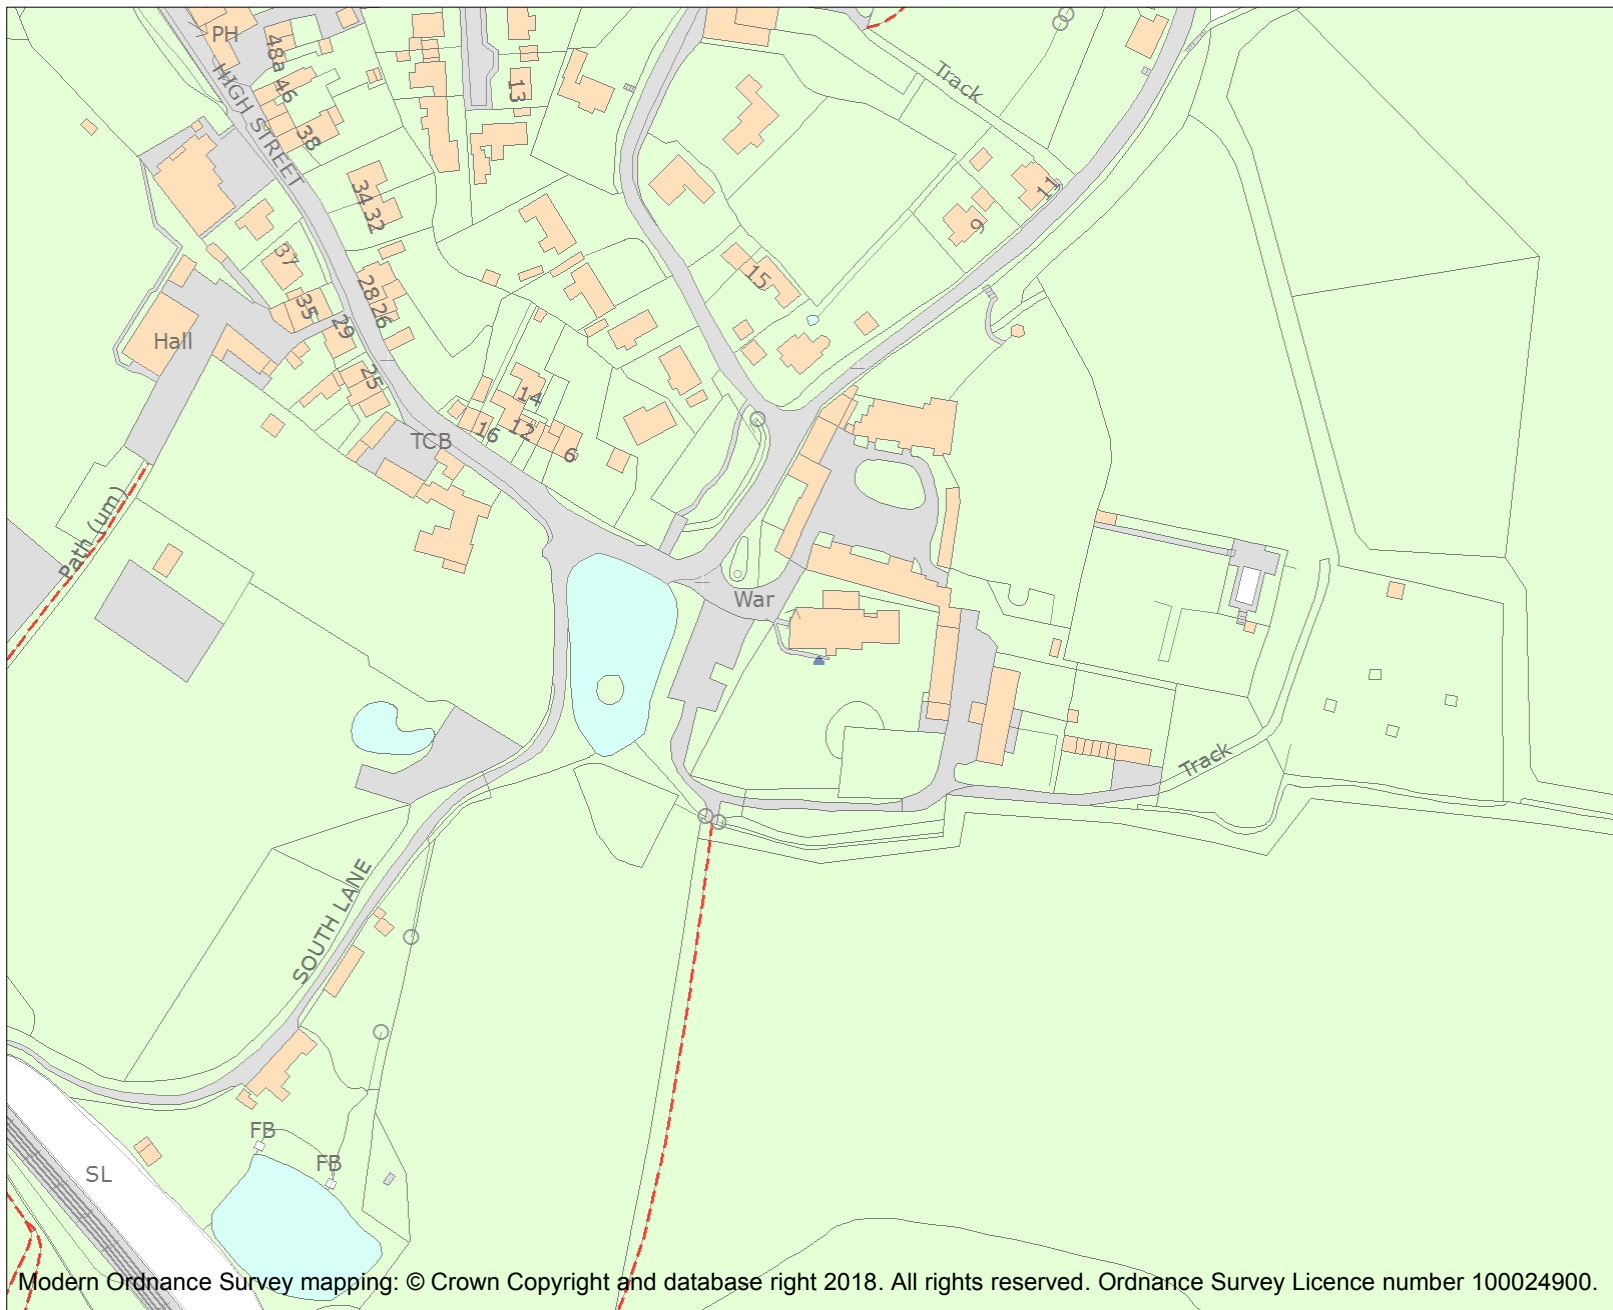 PH
48a
46
HIGH STREET
38
13
Track
34
32
11
9
37
15
28
26
35
29
Hall
25
14
16
12
6
TCB
Path (um)
War
Track
SOUTH LANE
FB
FB
SL
Modern Ordnance Survey mapping: © Crown Copyright and database right 2018. All rights reserved. Ordnance Survey Licence number 100024900.